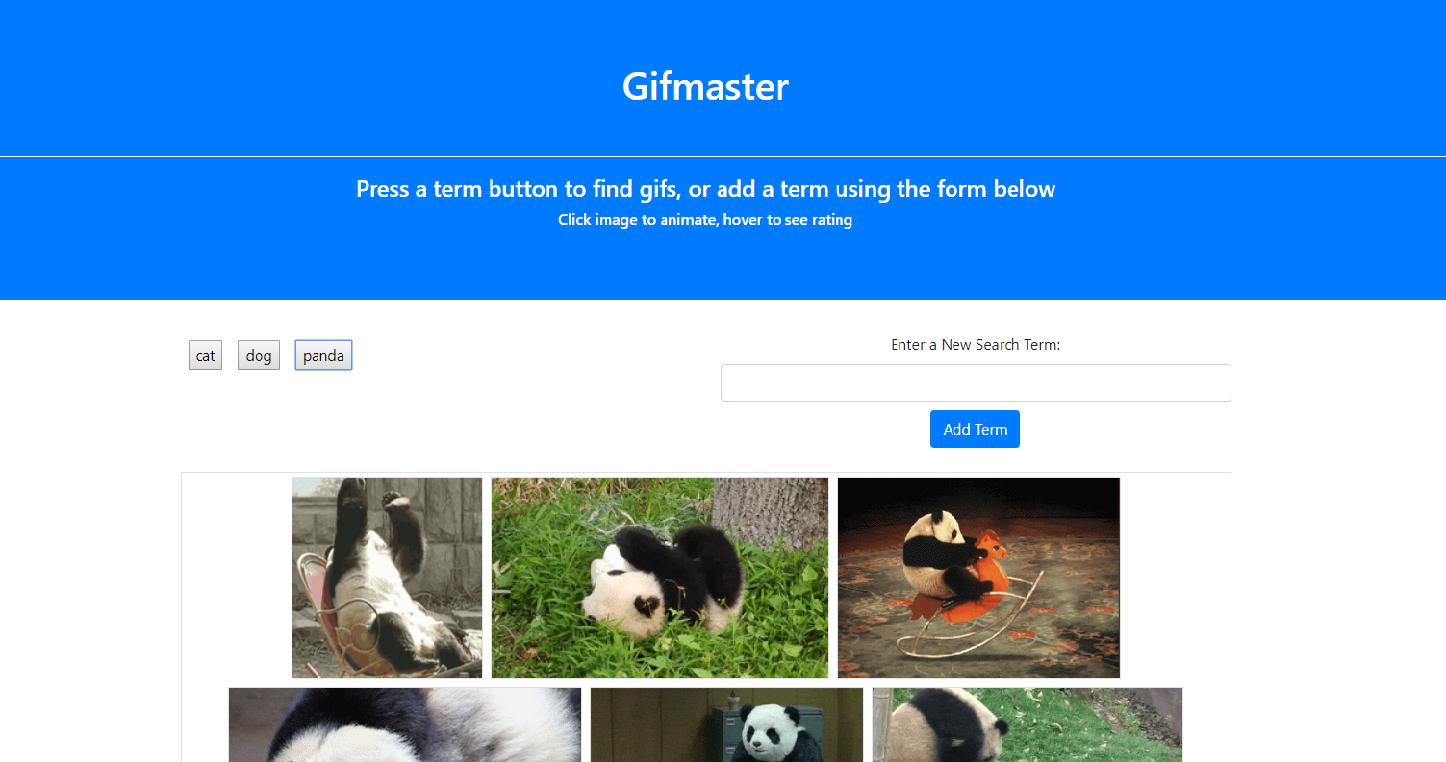 Gifmaster
Press a term button to find gifs, or add a term using the form below
Click image to animate, hover to see rating
cat dog panda
Enter a New Search Term:
Add Term